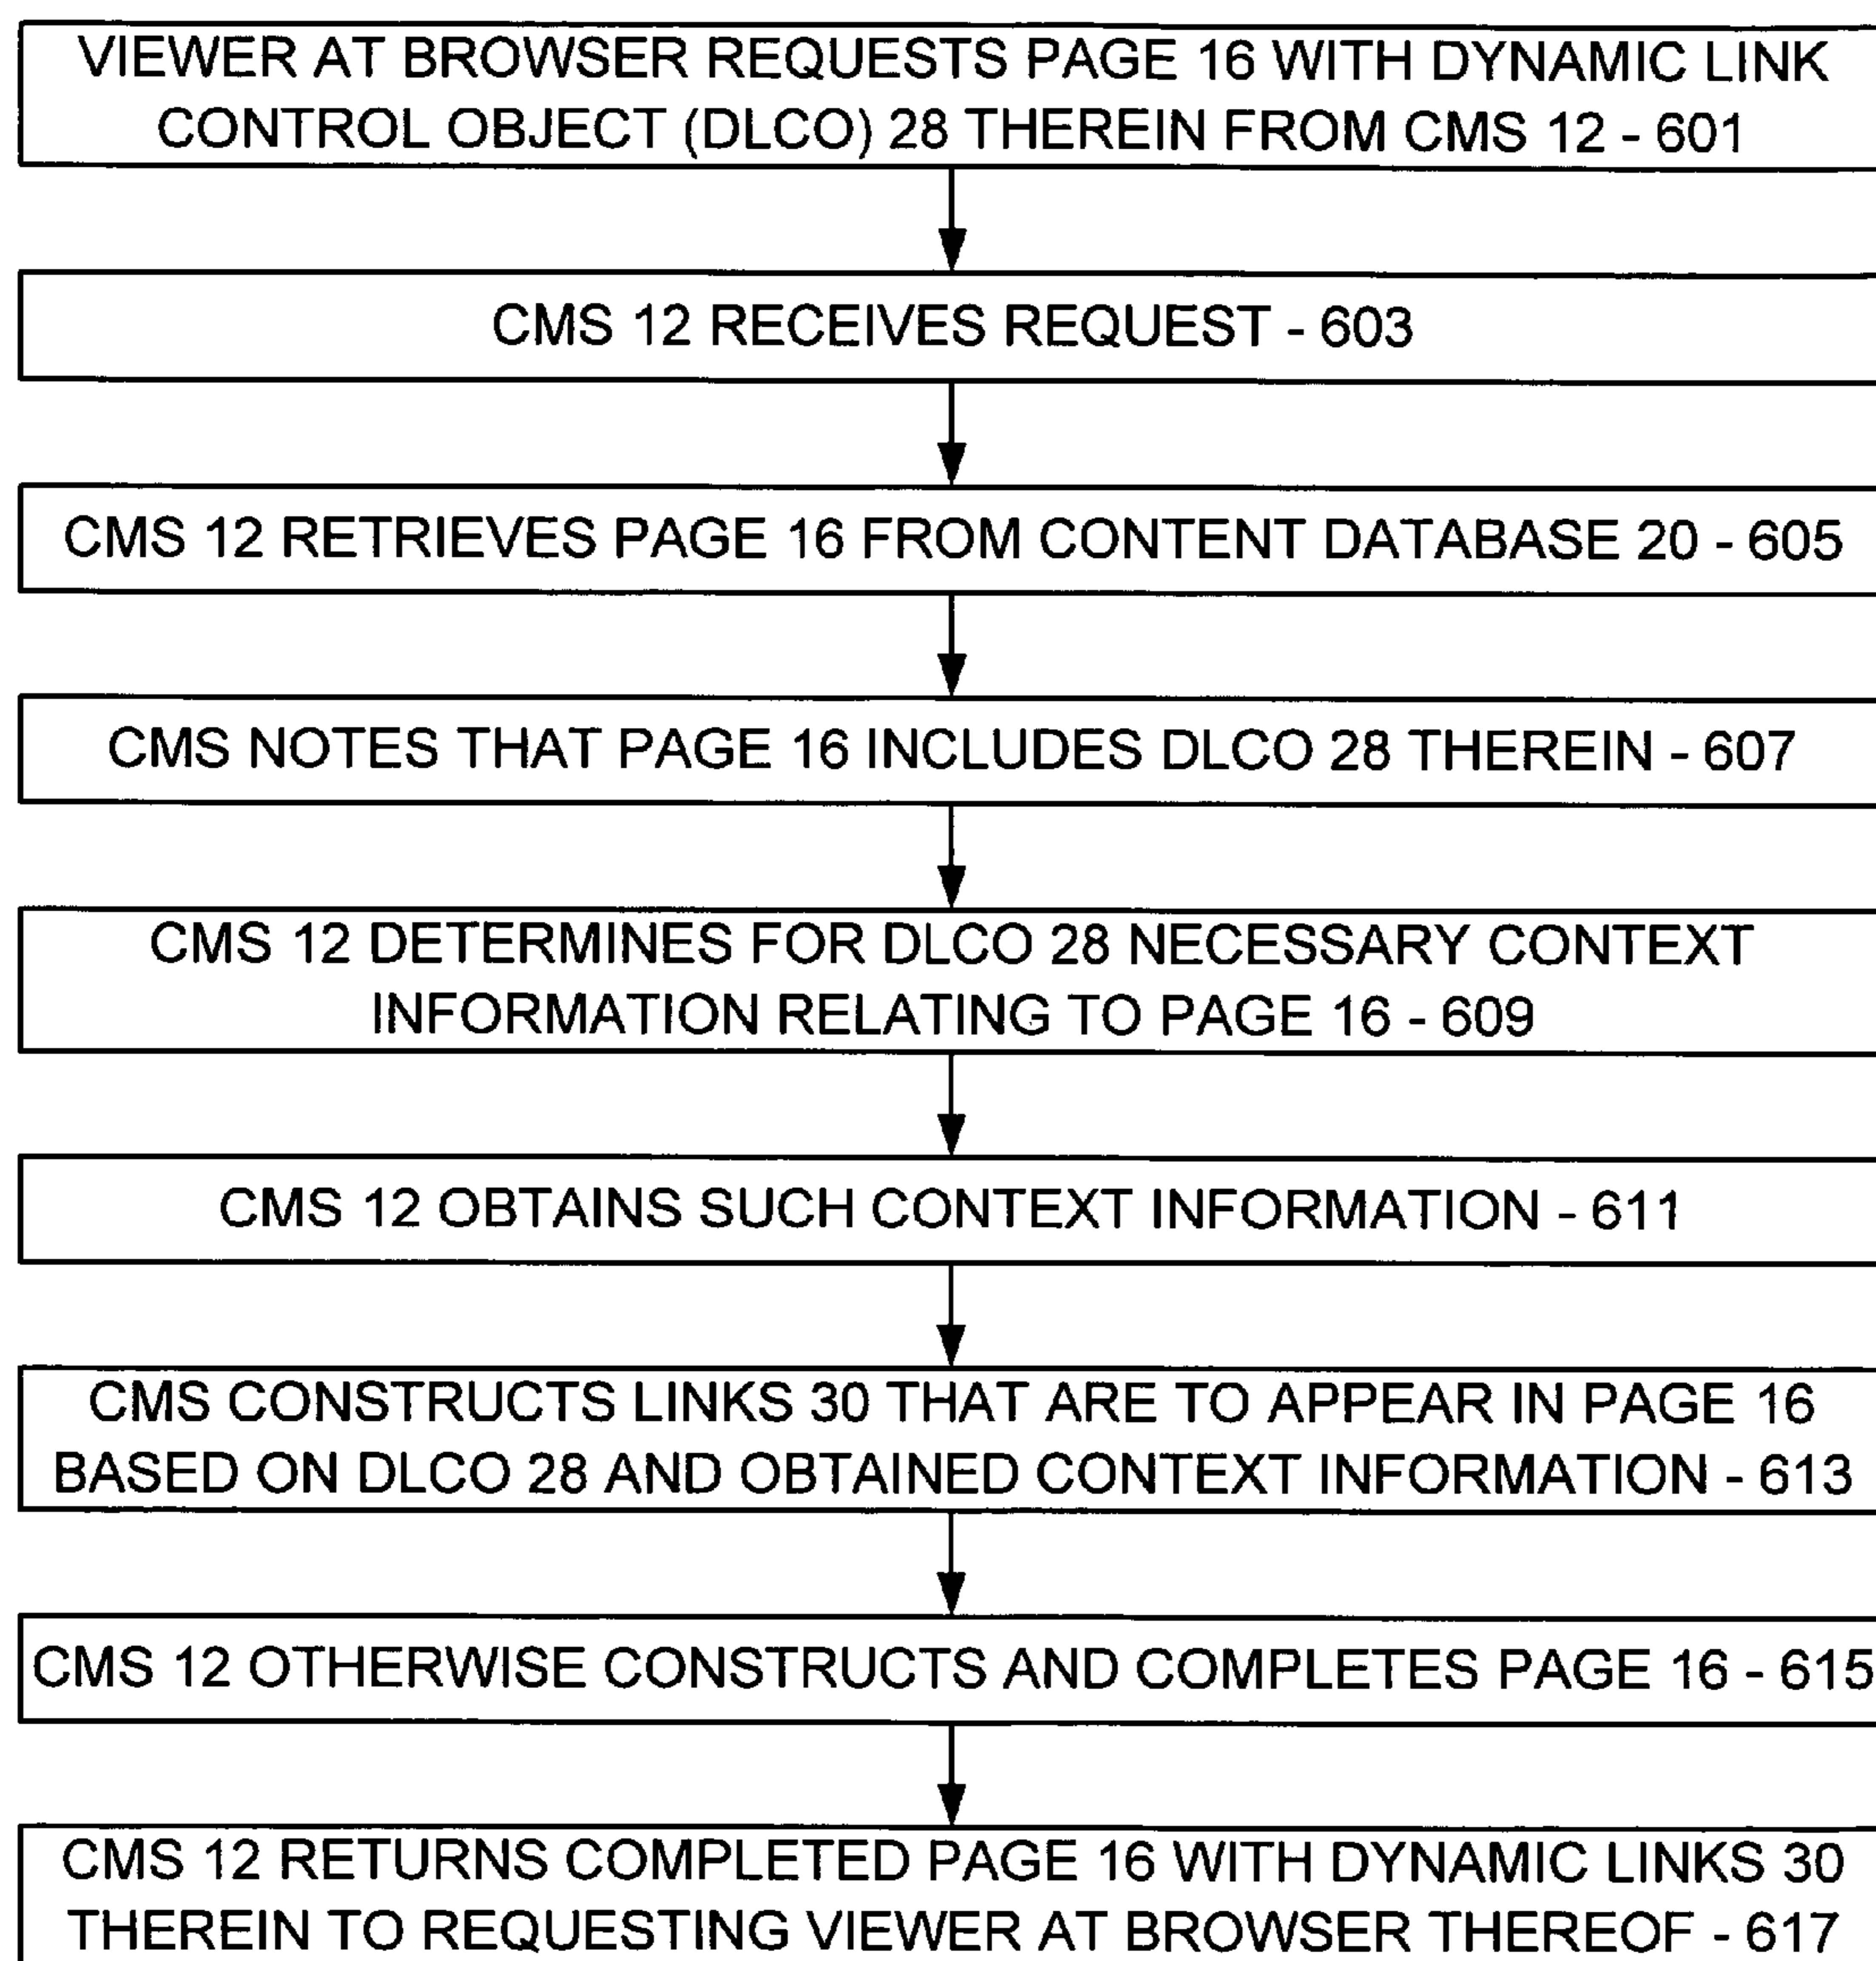 VIEWER AT BROWSER REQUESTS PAGE 16 WITH DYNAMIC LINK
CONTROL OBJECT (DLCO) 28 THEREIN FROM CMS 12 - 601
CMS 12 RECEIVES REQUEST - 603
CMS 12 RETRIEVES PAGE 16 FROM CONTENT DATABASE 20 - 605
CMS NOTES THAT PAGE 16 INCLUDES DLCO 28 THEREIN - 607
CMS 12 DETERMINES FOR DLCO 28 NECESSARY CONTEXT
INFORMATION RELATING TO PAGE 16 - 609
CMS 12 OBTAINS SUCH CONTEXT INFORMATION - 611
CMS CONSTRUCTS LINKS 30 THAT ARE TO APPEAR IN PAGE 16
BASED ON DLCO 28 AND OBTAINED CONTEXT INFORMATION - 613
CMS 12 OTHERWISE CONSTRUCTS AND COMPLETES PAGE 16 - 615
CMS 12 RETURNS COMPLETED PAGE 16 WITH DYNAMIC LINKS 30
THEREIN TO REQUESTING VIEWER AT BROWSER THEREOF - 617